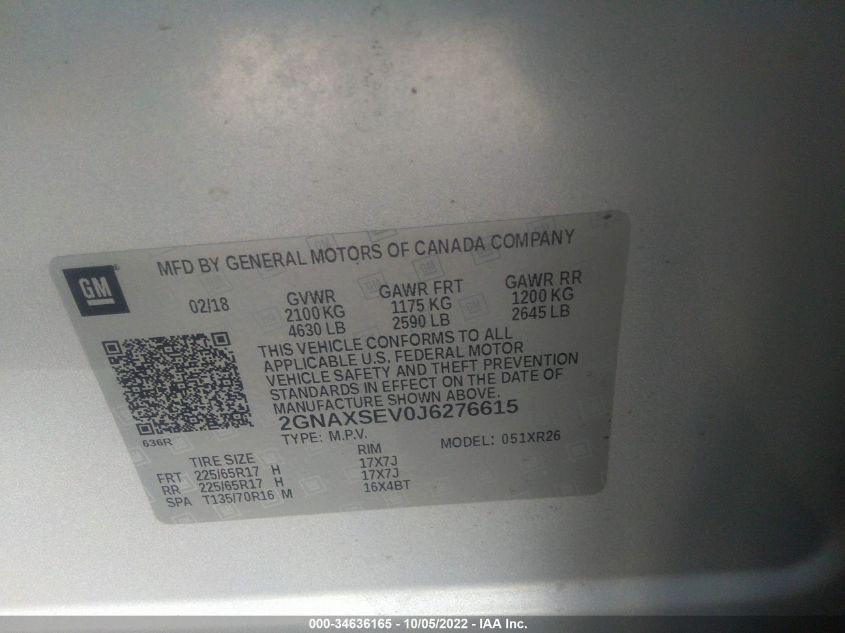 GM
MFD BY GENERAL MOTORS OF CANADA COMPANY
02/18 GVWR GAWR FRT GAWR RR
2100 KG 1175 KG 1200 KG
4630 LB 2590 LB 2645 LB
THIS VEHICLE CONFORMS TO ALL
APPLICABLE U.S. FEDERAL MOTOR
VEHICLE SAFETY AND THEFT PREVENTION
STANDARDS IN EFFECT ON THE DATE OF
MANUFACTURE SHOWN ABOVE.
2GNAXSEV0J6276615
636R
TYPE: M.P.V. MODEL: 051XR26
TIRE SIZE RIM
FRT 225/65R17 H 17X7J
RR 225/65R17 H 17X7J
SPA T135/70R16 M 16X4BT
000-34636165 - 10/05/2022 - IAA Inc.